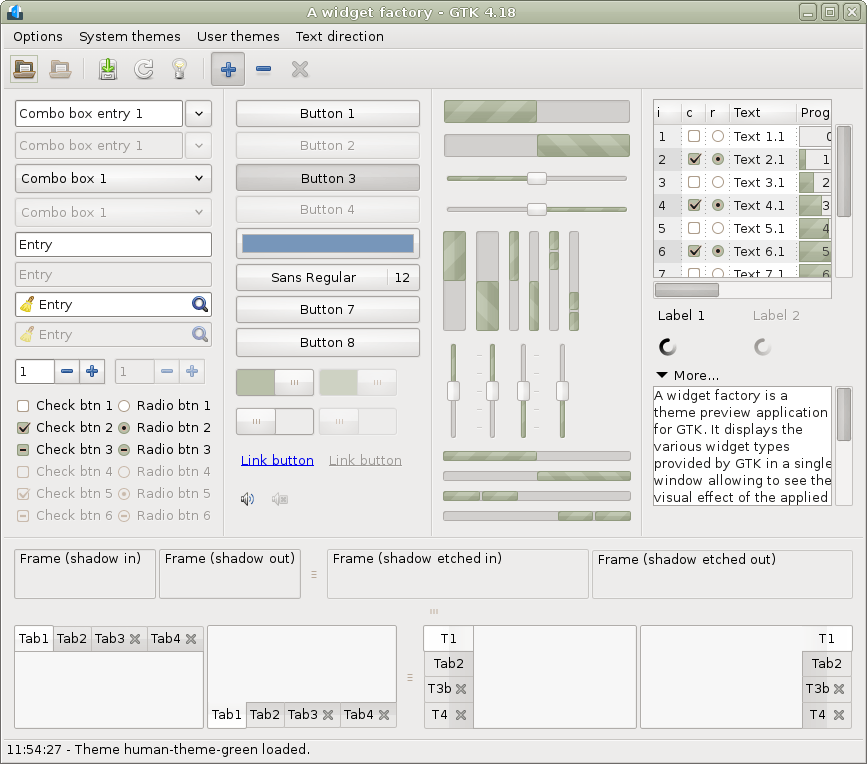 A widget factory - GTK 4.18
Options System themes User themes Text direction
Combo box entry 1
Combo box entry 1
Combo box 1
Combo box 1
Entry
Entry
Entry
Entry
1 1
Check btn 1 Radio btn 1
Check btn 2 Radio btn 2
Check btn 3 Radio btn 3
Check btn 4 Radio btn 4
Check btn 5 Radio btn 5
Check btn 6 Radio btn 6
Button 1
Button 2
Button 3
Button 4
Sans Regular 12
Button 7
Button 8
Link button Link button
i c r Text Prog
1 Text 1.1 0
2 Text 2.1 1
3 Text 3.1 2
4 Text 4.1 3
5 Text 5.1 4
6 Text 6.1 5
7 Text 7.1 6
Label 1 Label 2
More...
A widget factory is a
theme preview application
for GTK. It displays the
various widget types
provided by GTK in a single
window allowing to see the
visual effect of the applied
Frame (shadow in) Frame (shadow out) Frame (shadow etched in) Frame (shadow etched out)
Tab1 Tab2 Tab3 Tab4
Tab1 Tab2 Tab3 Tab4
T1
Tab2
T3b
T4
T1
Tab2
T3b
T4
11:54:27 - Theme human-theme-green loaded.